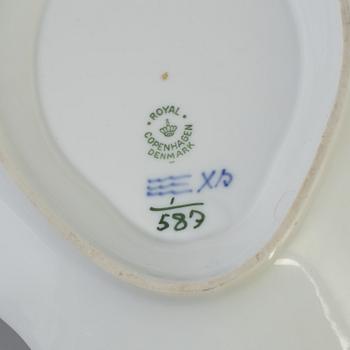 ROYAL
COPENHAGEN
DENMARK
XB
1
587